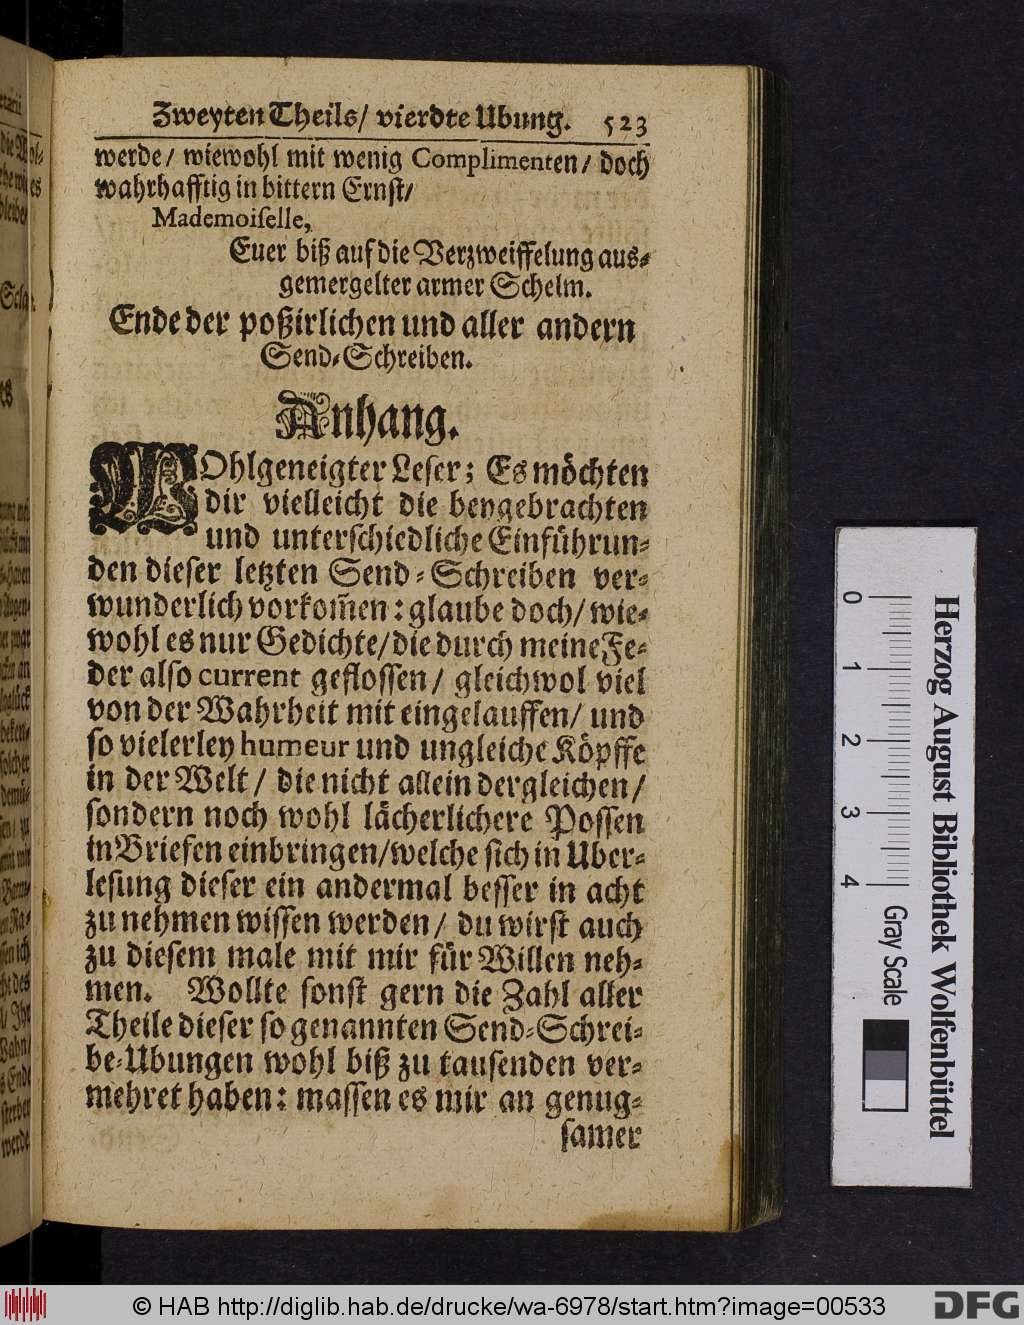 Zweyten Theils/ vierdte Ubung. 523
werde/ wiewohl mit wenig Complimenten/ doch
wahrhafftig in bittern Ernst/
Mademoiselle,
Euer biß auf die Verzweiffelung aus-
gemergelter armer Schelm.
Ende der poßirlichen und aller andern
Send-Schreiben.
Anhang.
WOhlgeneigter Leser; Es möchten
dir vielleicht die beygebrachten
und unterschiedliche Einführun-
den dieser letzten Send-Schreiben ver-
wunderlich vorkom̃en: glaube doch/ wie-
wohl es nur Gedichte/ die durch meine Fe-
der also current geflossen/ gleichwol viel
von der Wahrheit mit eingelauffen/ und
so vielerley humeur und ungleiche Köpffe
in der Welt/ die nicht allein dergleichen/
sondern noch wohl lächerlichere Possen
in Briefen einbringen/ welche sich in Uber-
lesung dieser ein andermal besser in acht
zu nehmen wissen werden/ du wirst auch
zu diesem male mit mir für Willen neh-
men. Wollte sonst gern die Zahl aller
Theile dieser so genannten Send-Schrei-
be-Ubungen wohl biß zu tausenden ver-
mehret haben: massen es mir an genug-
samer
Herzog August Bibliothek Wolfenbüttel
0 1 2 3 4 Gray Scale
© HAB http://diglib.hab.de/drucke/wa-6978/start.htm?image=00533
DFG